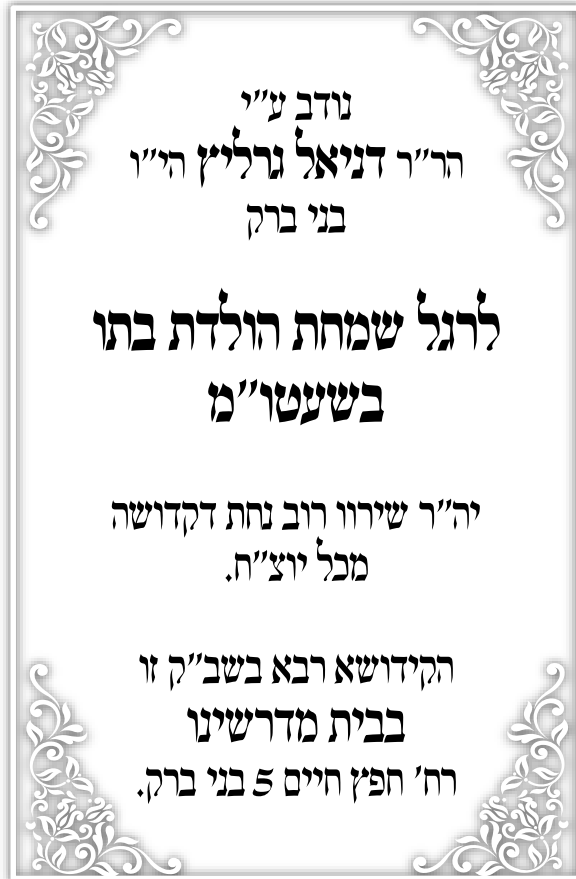 נודב ע״י
הר״ר דניאל גרליץ הי״ו
בני ברק
לרגל שמחת הולדת בתו
בשעטו״מ
יה״ר שירוו רוב נחת דקדושה
מכל יוצ״ח.
הקידושא רבא בשב״ק זו
בבית מדרשינו
רח׳ חפץ חיים 5 בני ברק.